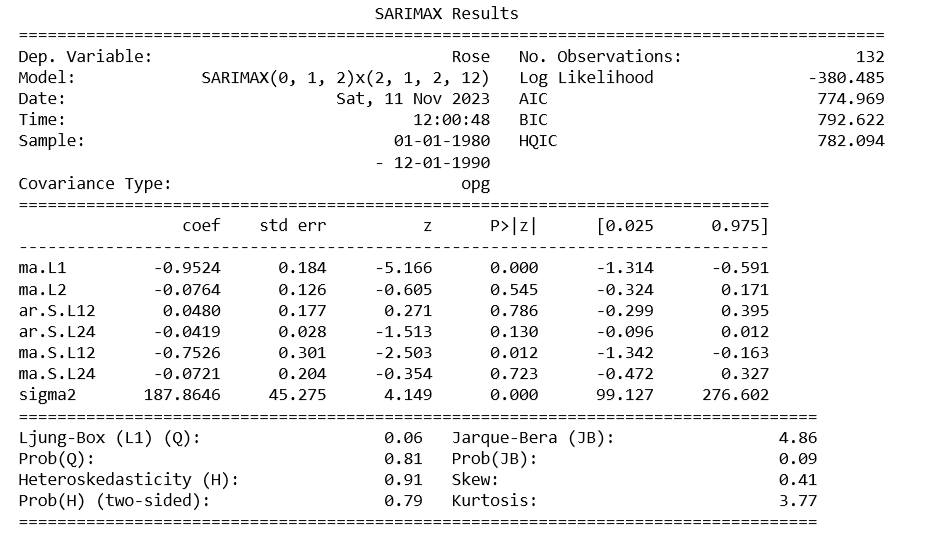 SARIMAX Results
==========================================================================================
Dep. Variable:                               Rose   No. Observations:                  132
Model:             SARIMAX(0, 1, 2)x(2, 1, 2, 12)   Log Likelihood                -380.485
Date:                            Sat, 11 Nov 2023   AIC                            774.969
Time:                                    12:00:48   BIC                            792.622
Sample:                                01-01-1980   HQIC                           782.094
                                     - 12-01-1990
Covariance Type:                              opg
==============================================================================
                 coef    std err          z      P>|z|      [0.025      0.975]
------------------------------------------------------------------------------
ma.L1         -0.9524      0.184     -5.166      0.000      -1.314      -0.591
ma.L2         -0.0764      0.126     -0.605      0.545      -0.324       0.171
ar.S.L12       0.0480      0.177      0.271      0.786      -0.299       0.395
ar.S.L24      -0.0419      0.028     -1.513      0.130      -0.096       0.012
ma.S.L12      -0.7526      0.301     -2.503      0.012      -1.342      -0.163
ma.S.L24      -0.0721      0.204     -0.354      0.723      -0.472       0.327
sigma2       187.8646     45.275      4.149      0.000      99.127     276.602
===================================================================================
Ljung-Box (L1) (Q):                   0.06   Jarque-Bera (JB):                 4.86
Prob(Q):                              0.81   Prob(JB):                         0.09
Heteroskedasticity (H):               0.91   Skew:                             0.41
Prob(H) (two-sided):                  0.79   Kurtosis:                         3.77
===================================================================================